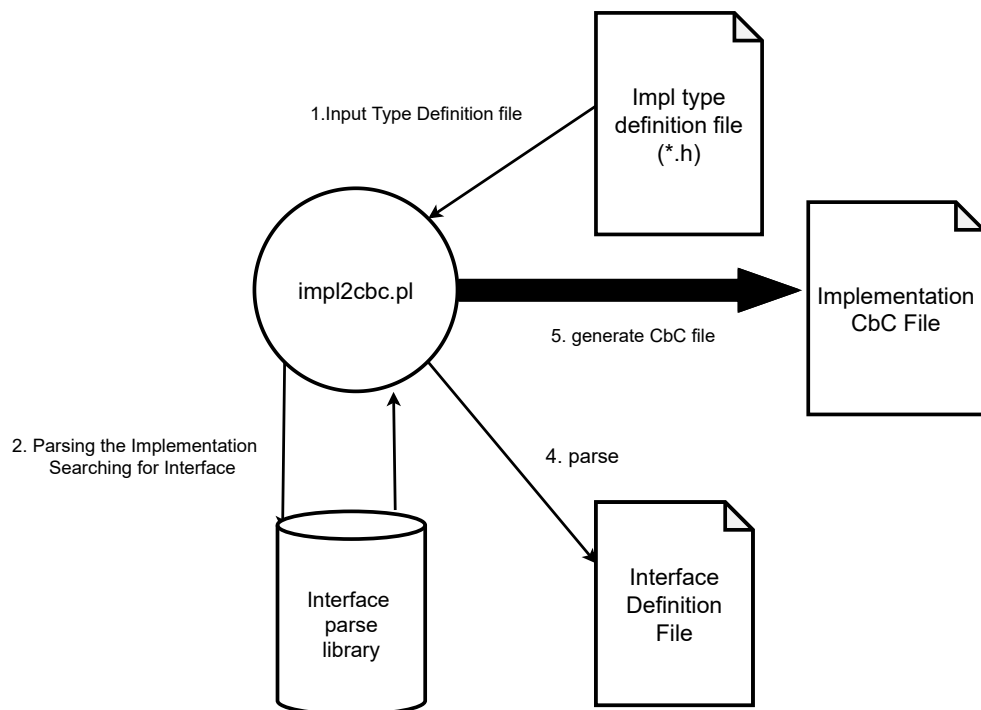 Impl type
definition file
(*.h)
1.Input Type Definition file
impl2cbc.pl
Implementation
CbC File
5. generate CbC file
2. Parsing the Implementation
Searching for Interface
4. parse
Interface
parse
library
Interface
Definition
File